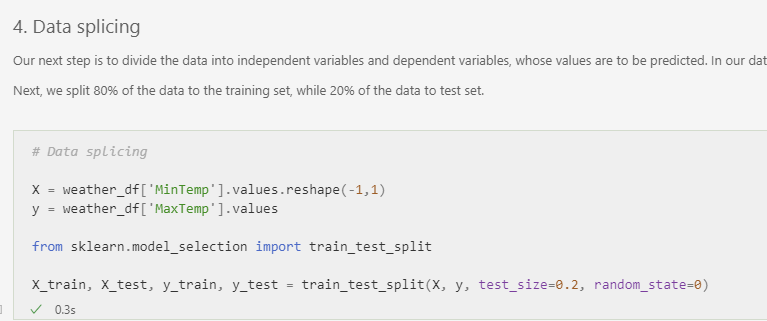 4. Data splicing
Our next step is to divide the data into independent variables and dependent variables, whose values are to be predicted. In our dat
Next, we split 80% of the data to the training set, while 20% of the data to test set.
# Data splicing
X = weather_df['MinTemp'].values.reshape(-1,1)
y = weather_df['MaxTemp'].values
from sklearn.model_selection import train_test_split
X_train, X_test, y_train, y_test = train_test_split(X, y, test_size=0.2, random_state=0)
✓ 0.3s